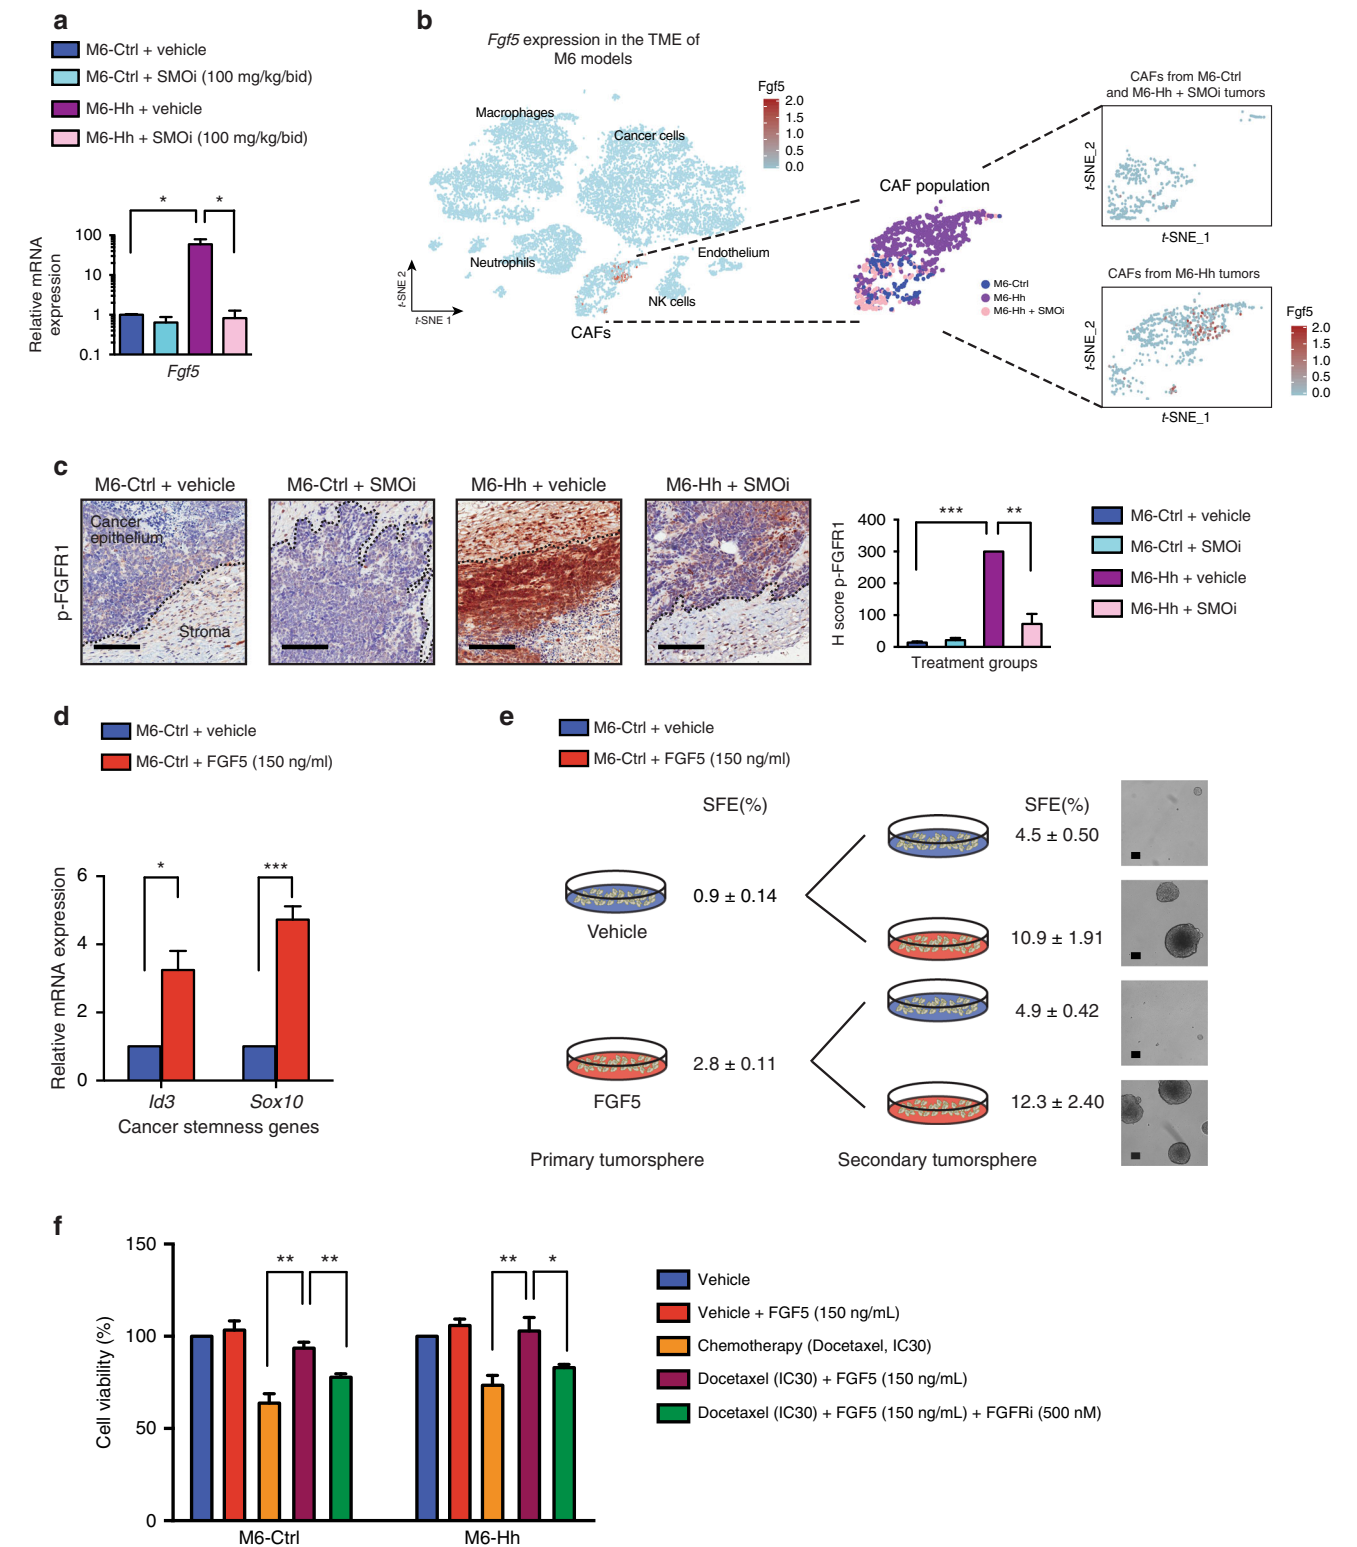 a
M6-Ctrl + vehicle
M6-Ctrl + SMOi (100 mg/kg/bid)
M6-Hh + vehicle
M6-Hh + SMOi (100 mg/kg/bid)
* *
100
10
1
0.1
Relative mRNA
expression
Fgf5
b
Fgf5 expression in the TME of
M6 models
Macrophages
Cancer cells
Neutrophils
Endothelium
NK cells
CAFs
t-SNE 2
t-SNE 1
Fgf5
2.0
1.5
1.0
0.5
0.0
CAF population
M6-Ctrl
M6-Hh
M6-Hh + SMOi
CAFs from M6-Ctrl
and M6-Hh + SMOi tumors
t-SNE_2
t-SNE_1
CAFs from M6-Hh tumors
t-SNE_2
t-SNE_1
Fgf5
2.0
1.5
1.0
0.5
0.0
c
M6-Ctrl + vehicle
M6-Ctrl + SMOi
M6-Hh + vehicle
M6-Hh + SMOi
p-FGFR1
Cancer
epithelium
Stroma
H score p-FGFR1
400
300
200
100
0
*** **
Treatment groups
M6-Ctrl + vehicle
M6-Ctrl + SMOi
M6-Hh + vehicle
M6-Hh + SMOi
d
M6-Ctrl + vehicle
M6-Ctrl + FGF5 (150 ng/ml)
Relative mRNA expression
6
4
2
0
* ***
Id3 Sox10
Cancer stemness genes
e
M6-Ctrl + vehicle
M6-Ctrl + FGF5 (150 ng/ml)
SFE(%) SFE(%)
4.5 ± 0.50
0.9 ± 0.14
Vehicle
10.9 ± 1.91
4.9 ± 0.42
2.8 ± 0.11
FGF5
12.3 ± 2.40
Primary tumorsphere
Secondary tumorsphere
f
Cell viability (%)
150
100
50
0
** ** ** *
M6-Ctrl M6-Hh
Vehicle
Vehicle + FGF5 (150 ng/mL)
Chemotherapy (Docetaxel, IC30)
Docetaxel (IC30) + FGF5 (150 ng/mL)
Docetaxel (IC30) + FGF5 (150 ng/mL) + FGFRi (500 nM)